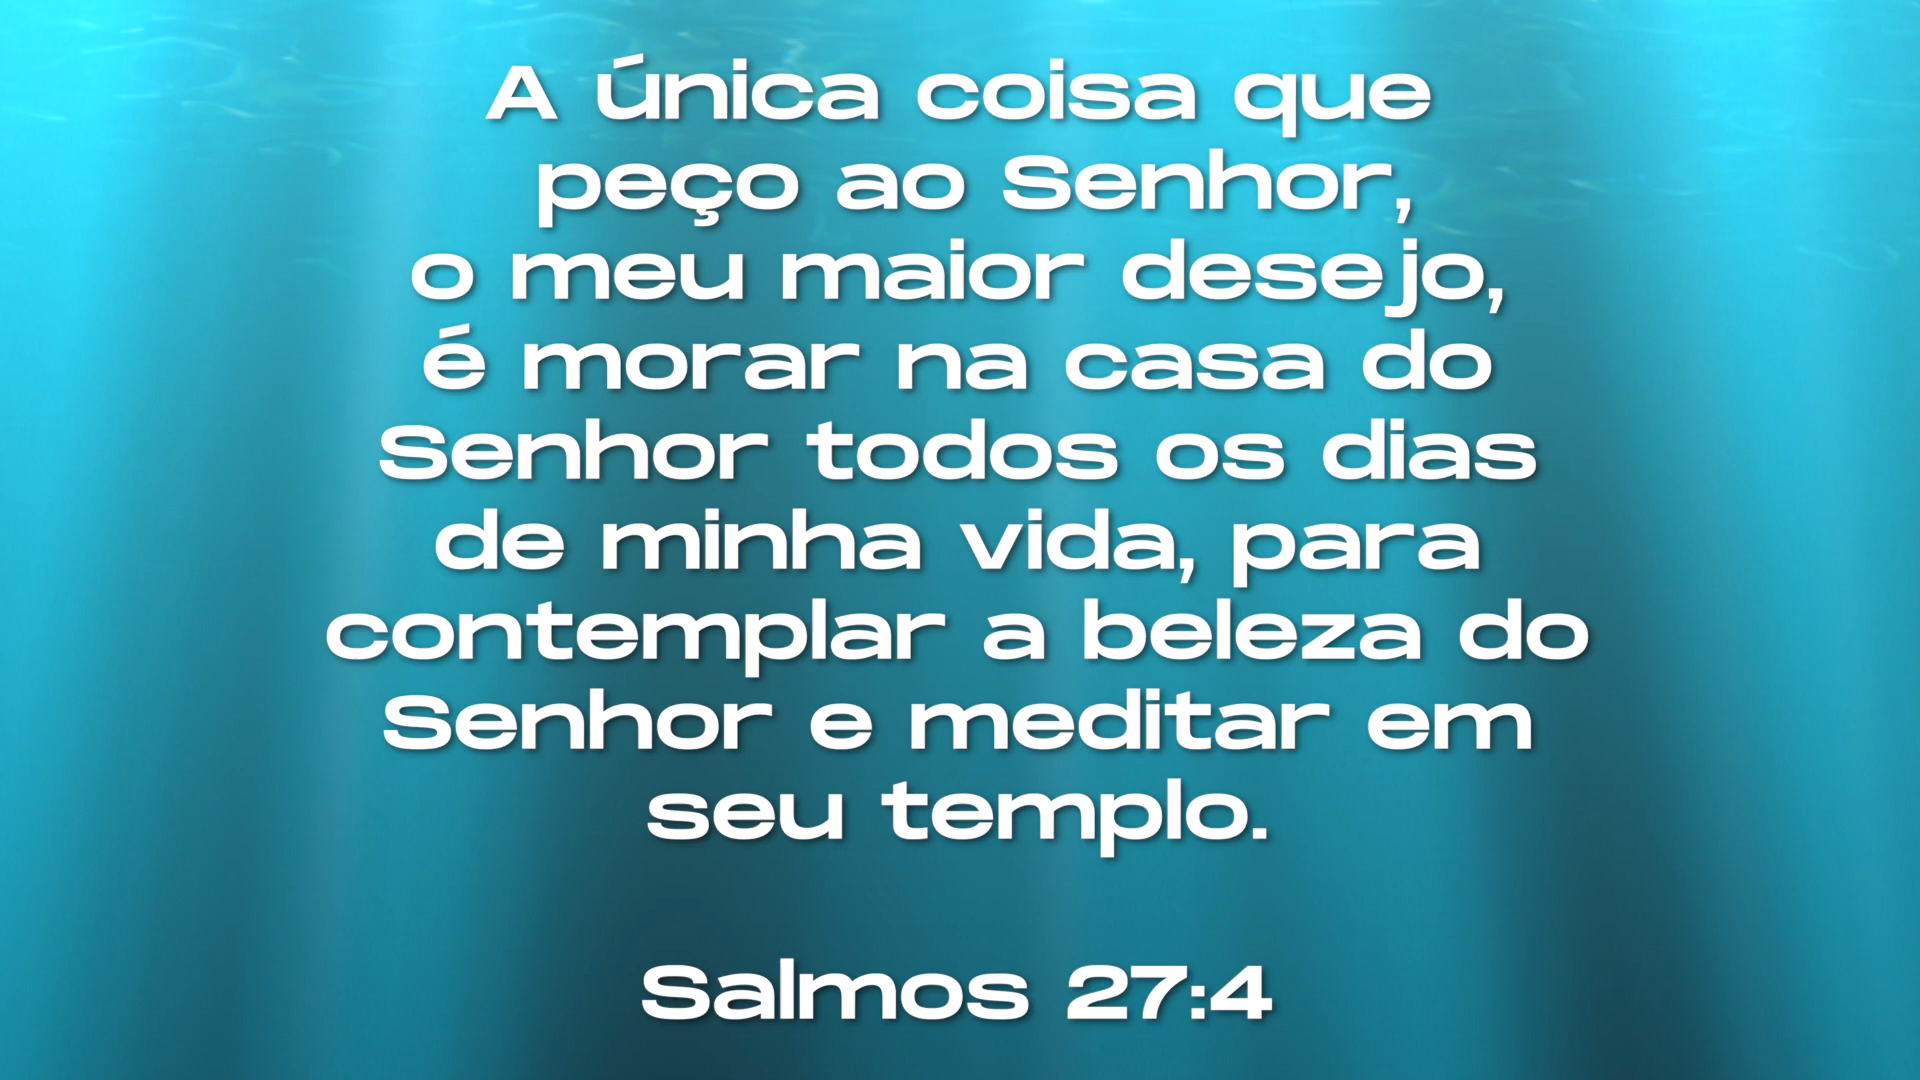 A única coisa que
peço ao Senhor,
o meu maior desejo,
é morar na casa do
Senhor todos os dias
de minha vida, para
contemplar a beleza do
Senhor e meditar em
seu templo.
Salmos 27:4